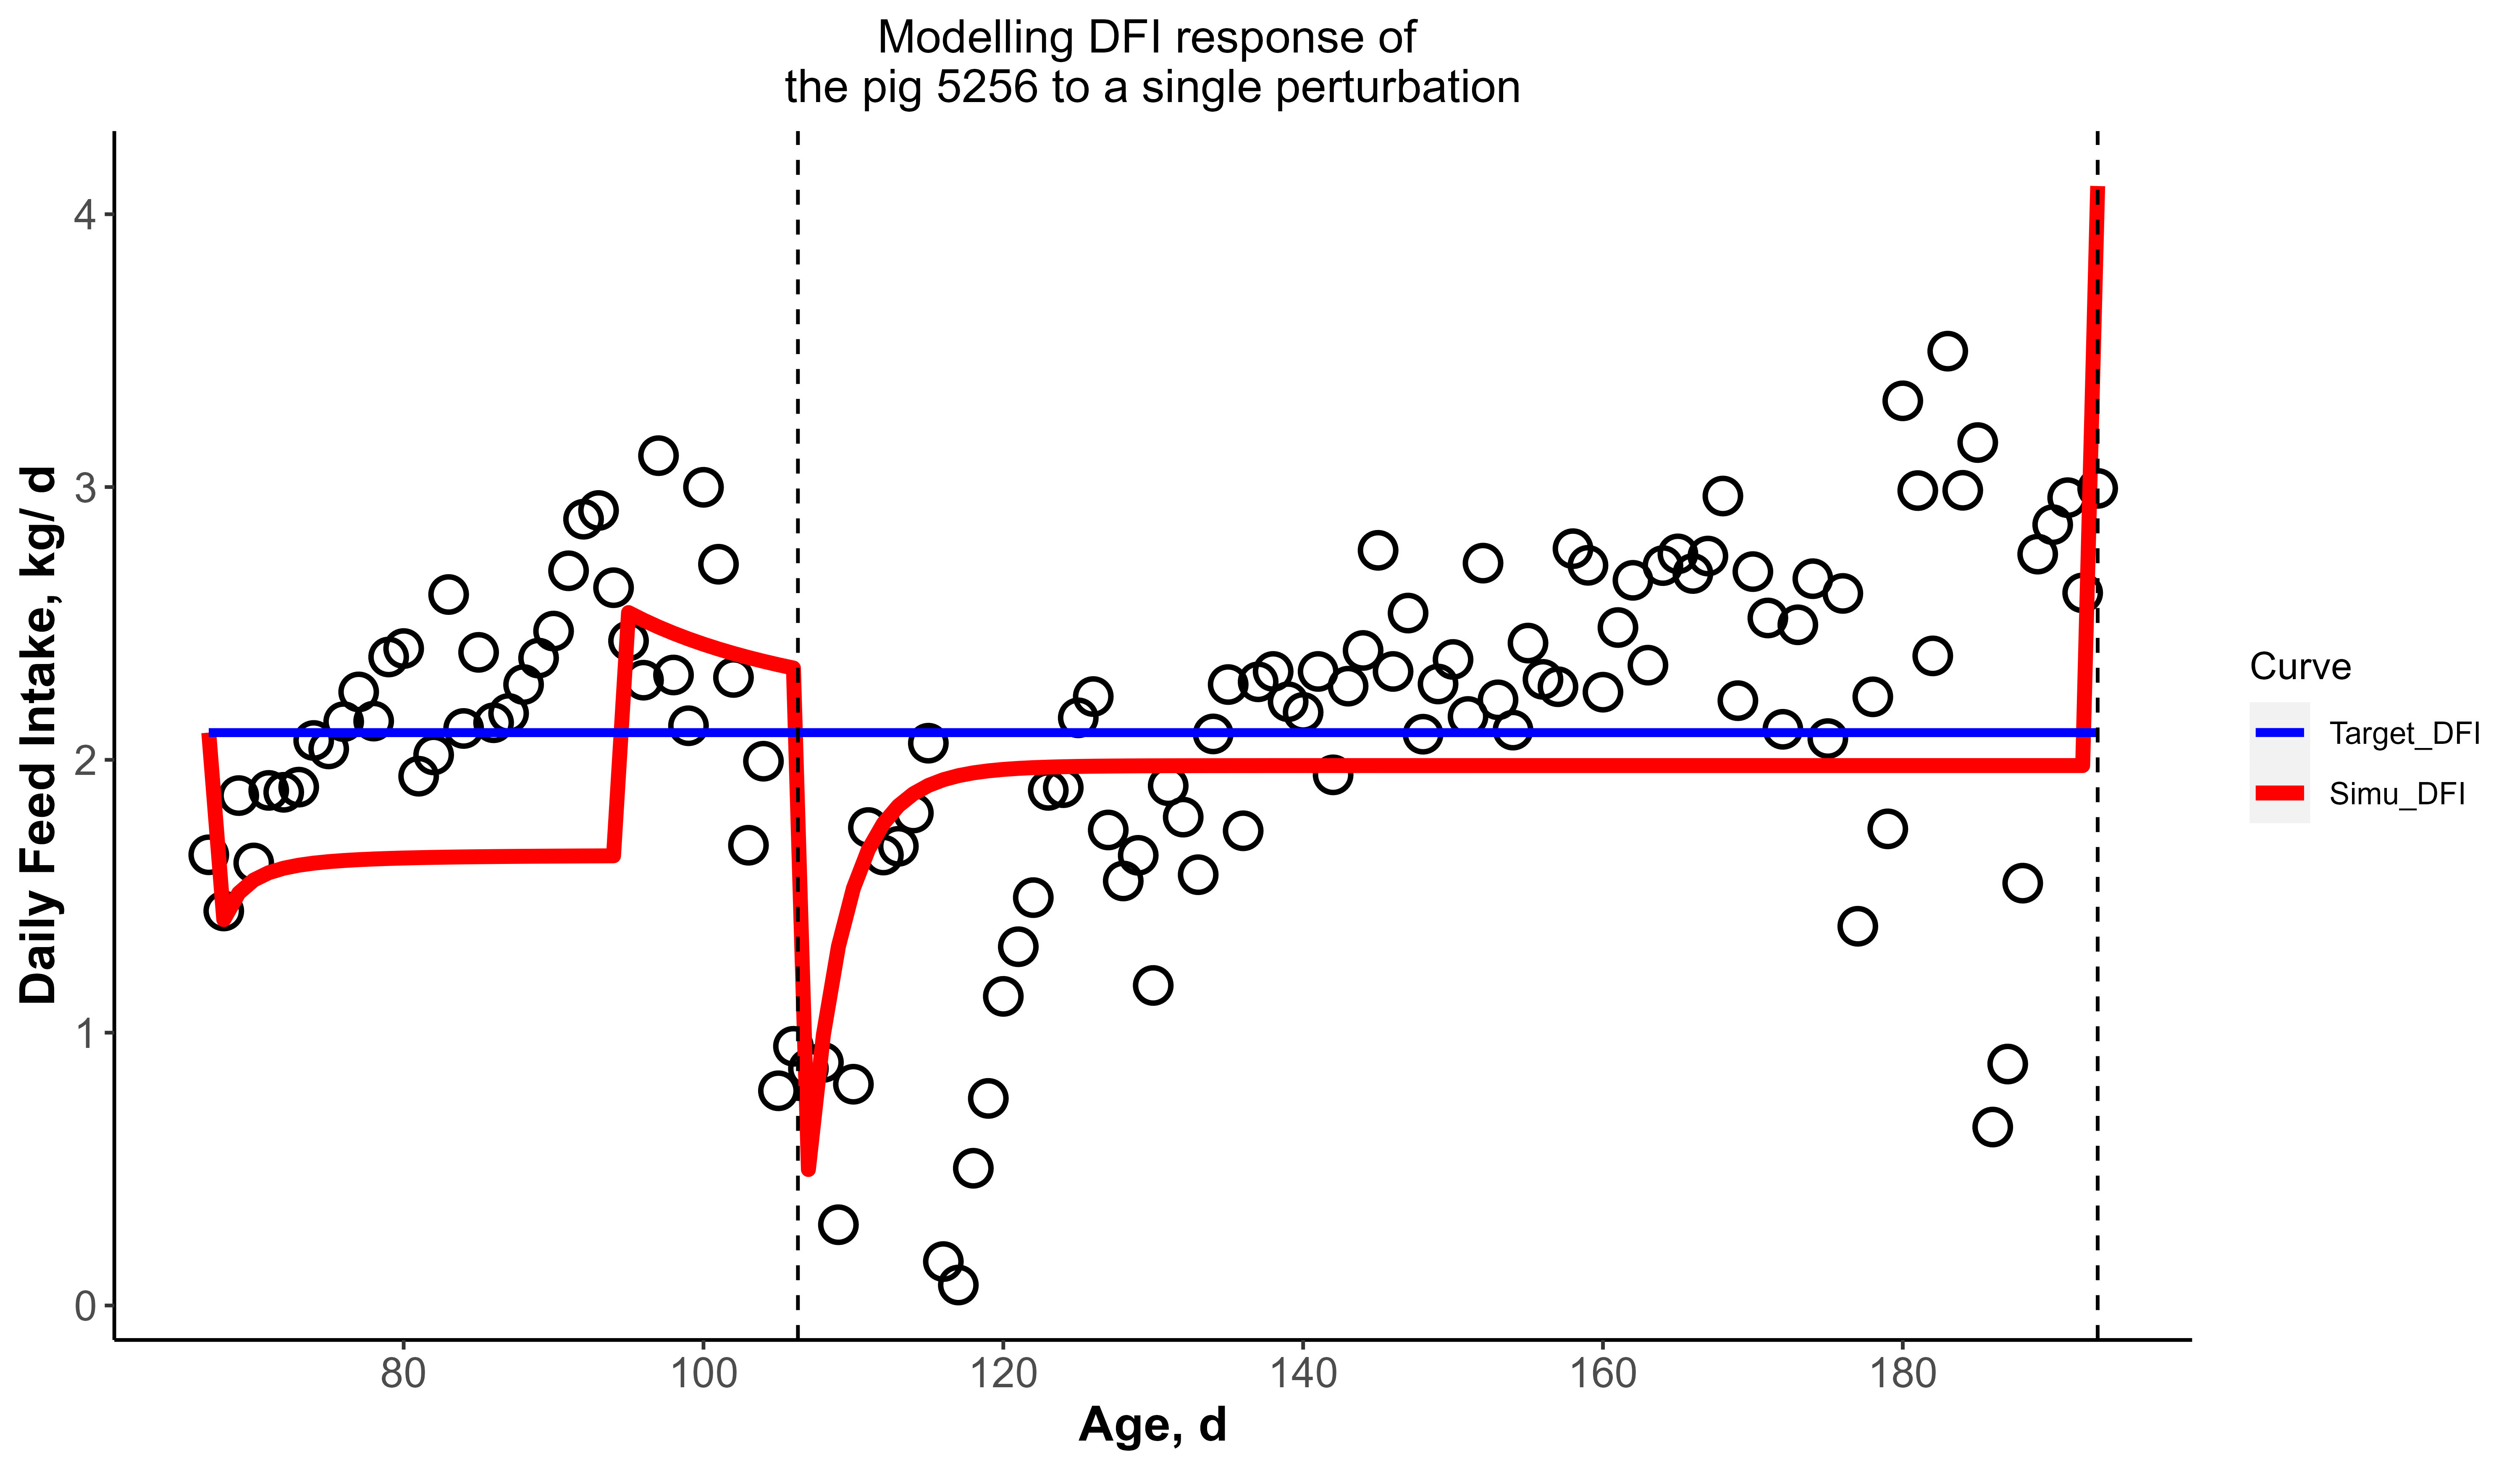 Modelling DFI response of
the pig 5256 to a single perturbation
Daily Feed Intake, kg/ d
4
3
2
1
0
80
100
120
140
160
180
Age, d
Curve
Target_DFI
Simu_DFI